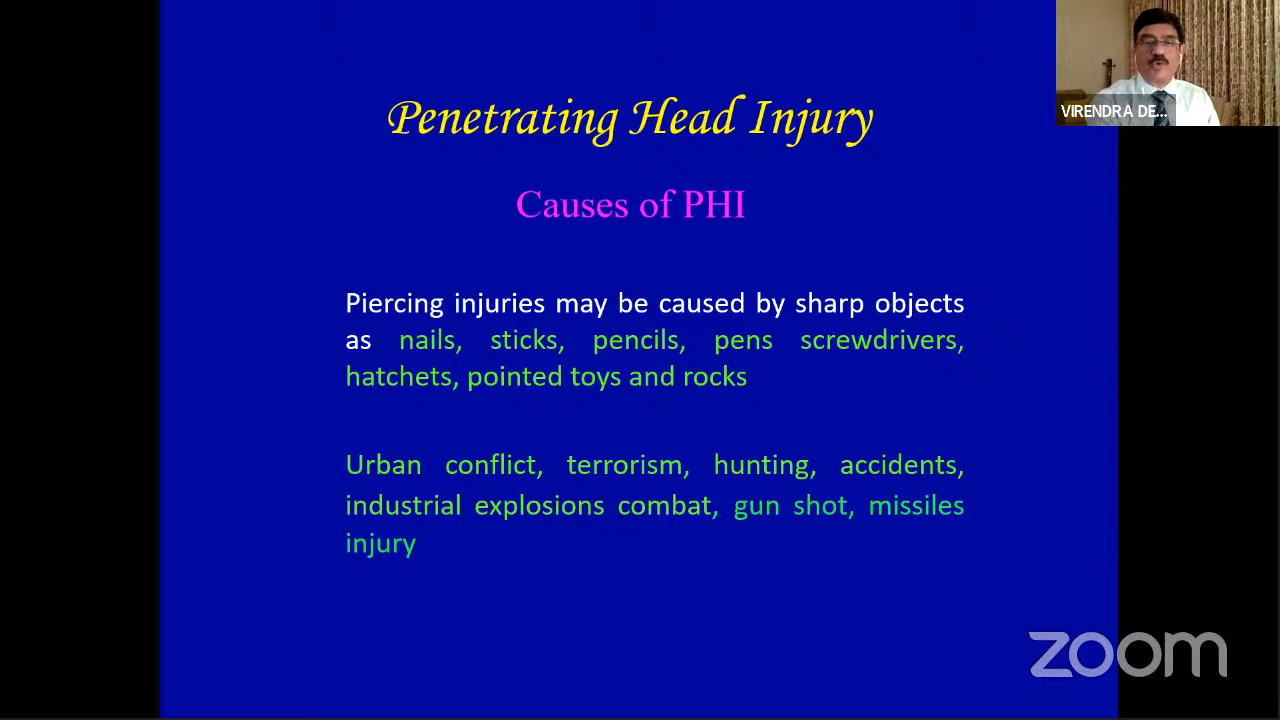 Penetrating Head Injury
VIRENDRA DE...
Causes of PHI
Piercing injuries may be caused by sharp objects
as nails, sticks, pencils, pens screwdrivers,
hatchets, pointed toys and rocks
Urban conflict, terrorism, hunting, accidents,
industrial explosions combat, gun shot, missiles
injury
zoom